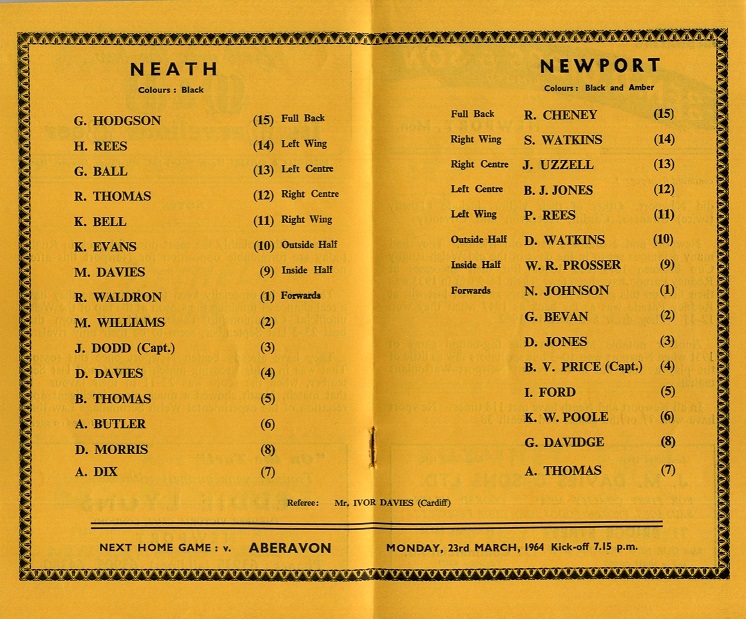 NEATH
Colours : Black
G. HODGSON (15) Full Back
H. REES (14) Left Wing
G. BALL (13) Left Centre
R. THOMAS (12) Right Centre
K. BELL (11) Right Wing
K. EVANS (10) Outside Half
M. DAVIES (9) Inside Half
R. WALDRON (1) Forwards
M. WILLIAMS (2)
J. DODD (Capt.) (3)
D. DAVIES (4)
B. THOMAS (5)
A. BUTLER (6)
D. MORRIS (8)
A. DIX (7)
NEWPORT
Colours : Black and Amber
Full Back R. CHENEY (15)
Right Wing S. WATKINS (14)
Right Centre J. UZZELL (13)
Left Centre B. J. JONES (12)
Left Wing P. REES (11)
Outside Half D. WATKINS (10)
Inside Half W. R. PROSSER (9)
Forwards N. JOHNSON (1)
G. BEVAN (2)
D. JONES (3)
B. V. PRICE (Capt.) (4)
I. FORD (5)
K. W. POOLE (6)
G. DAVIDGE (8)
A. THOMAS (7)
Referee: Mr. IVOR DAVIES (Cardiff)
NEXT HOME GAME : v. ABERAVON MONDAY, 23rd MARCH, 1964 Kick-off 7.15 p.m.